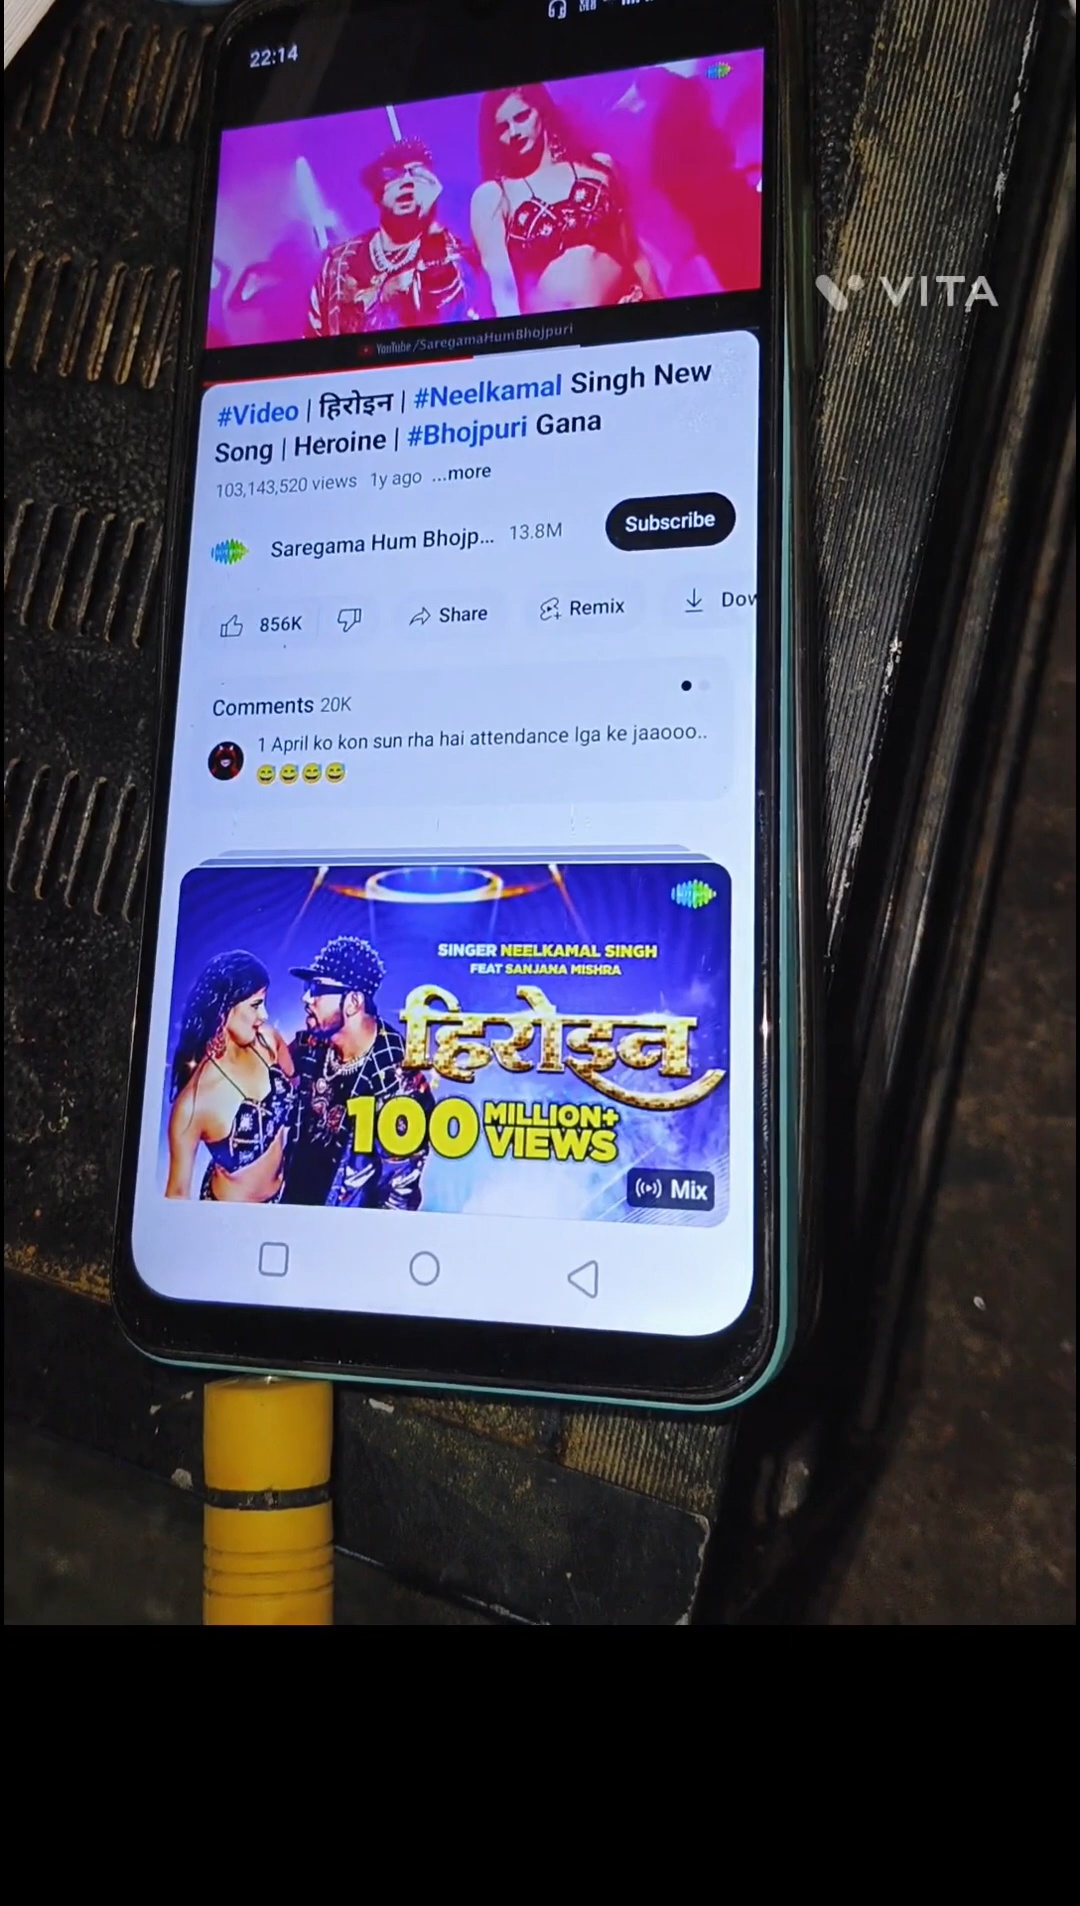 22:14
VITA
YouTube/SaregamaHumBhojpuri
#Video | हिरोइन | #Neelkamal Singh New
Song | Heroine | #Bhojpuri Gana
103,143,520 views 1y ago ...more
Saregama Hum Bhojp... 13.8M
Subscribe
856K
Share
Remix
Dow
Comments 20K
1 April ko kon sun rha hai attendance lga ke jaaooo..
😅😅😅😅
SINGER NEELKAMAL SINGH
FEAT SANJANA MISHRA
हिरोइन
100 MILLION+
VIEWS
Mix